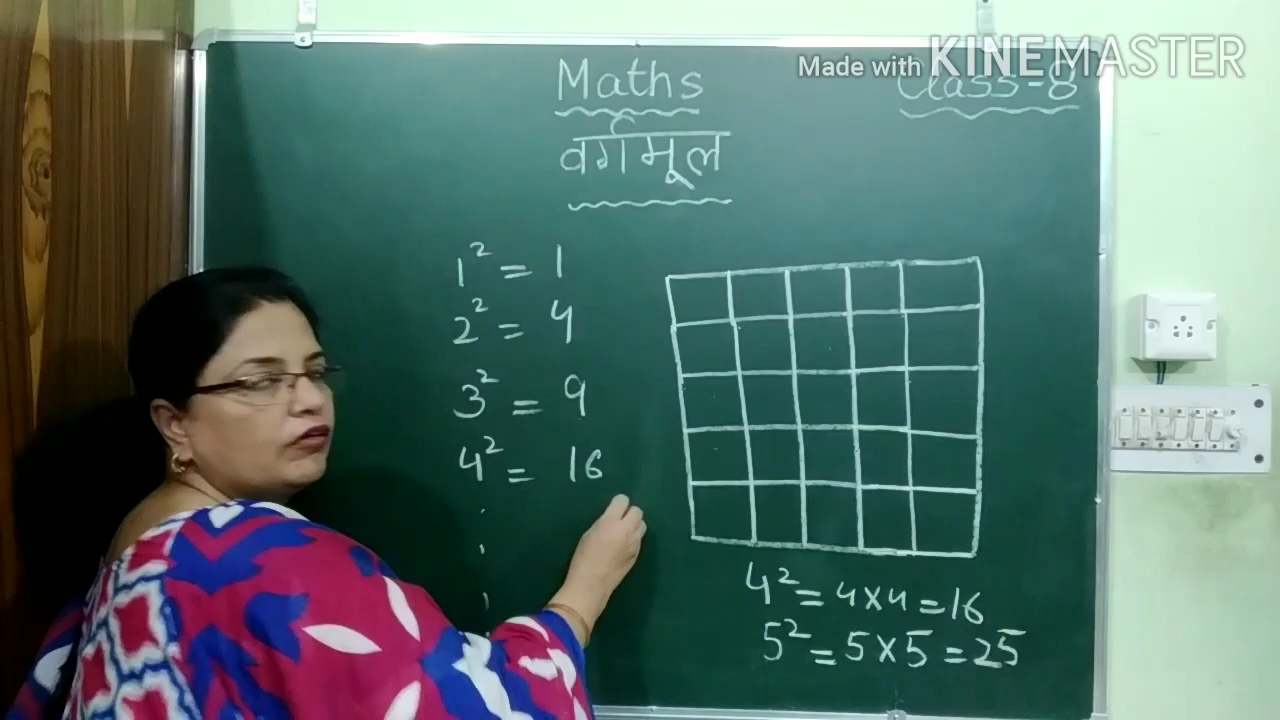 Made with KINEMASTER
Maths
Class-8
वर्गमूल
1² = 1
2² = 4
3² = 9
4² = 16
4² = 4×4 = 16
5² = 5×5 = 25